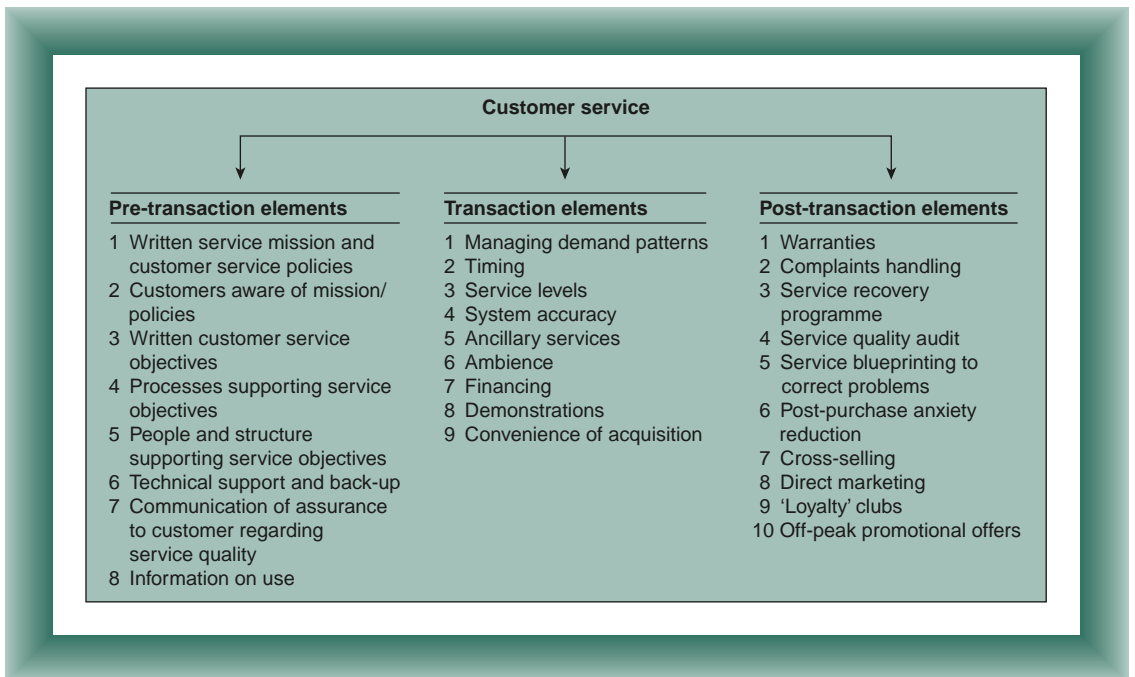 Customer service
Pre-transaction elements
1 Written service mission and
customer service policies
2 Customers aware of mission/
policies
3 Written customer service
objectives
4 Processes supporting service
objectives
5 People and structure
supporting service objectives
6 Technical support and back-up
7 Communication of assurance
to customer regarding
service quality
8 Information on use
Transaction elements
1 Managing demand patterns
2 Timing
3 Service levels
4 System accuracy
5 Ancillary services
6 Ambience
7 Financing
8 Demonstrations
9 Convenience of acquisition
Post-transaction elements
1 Warranties
2 Complaints handling
3 Service recovery
programme
4 Service quality audit
5 Service blueprinting to
correct problems
6 Post-purchase anxiety
reduction
7 Cross-selling
8 Direct marketing
9 ‘Loyalty’ clubs
10 Off-peak promotional offers